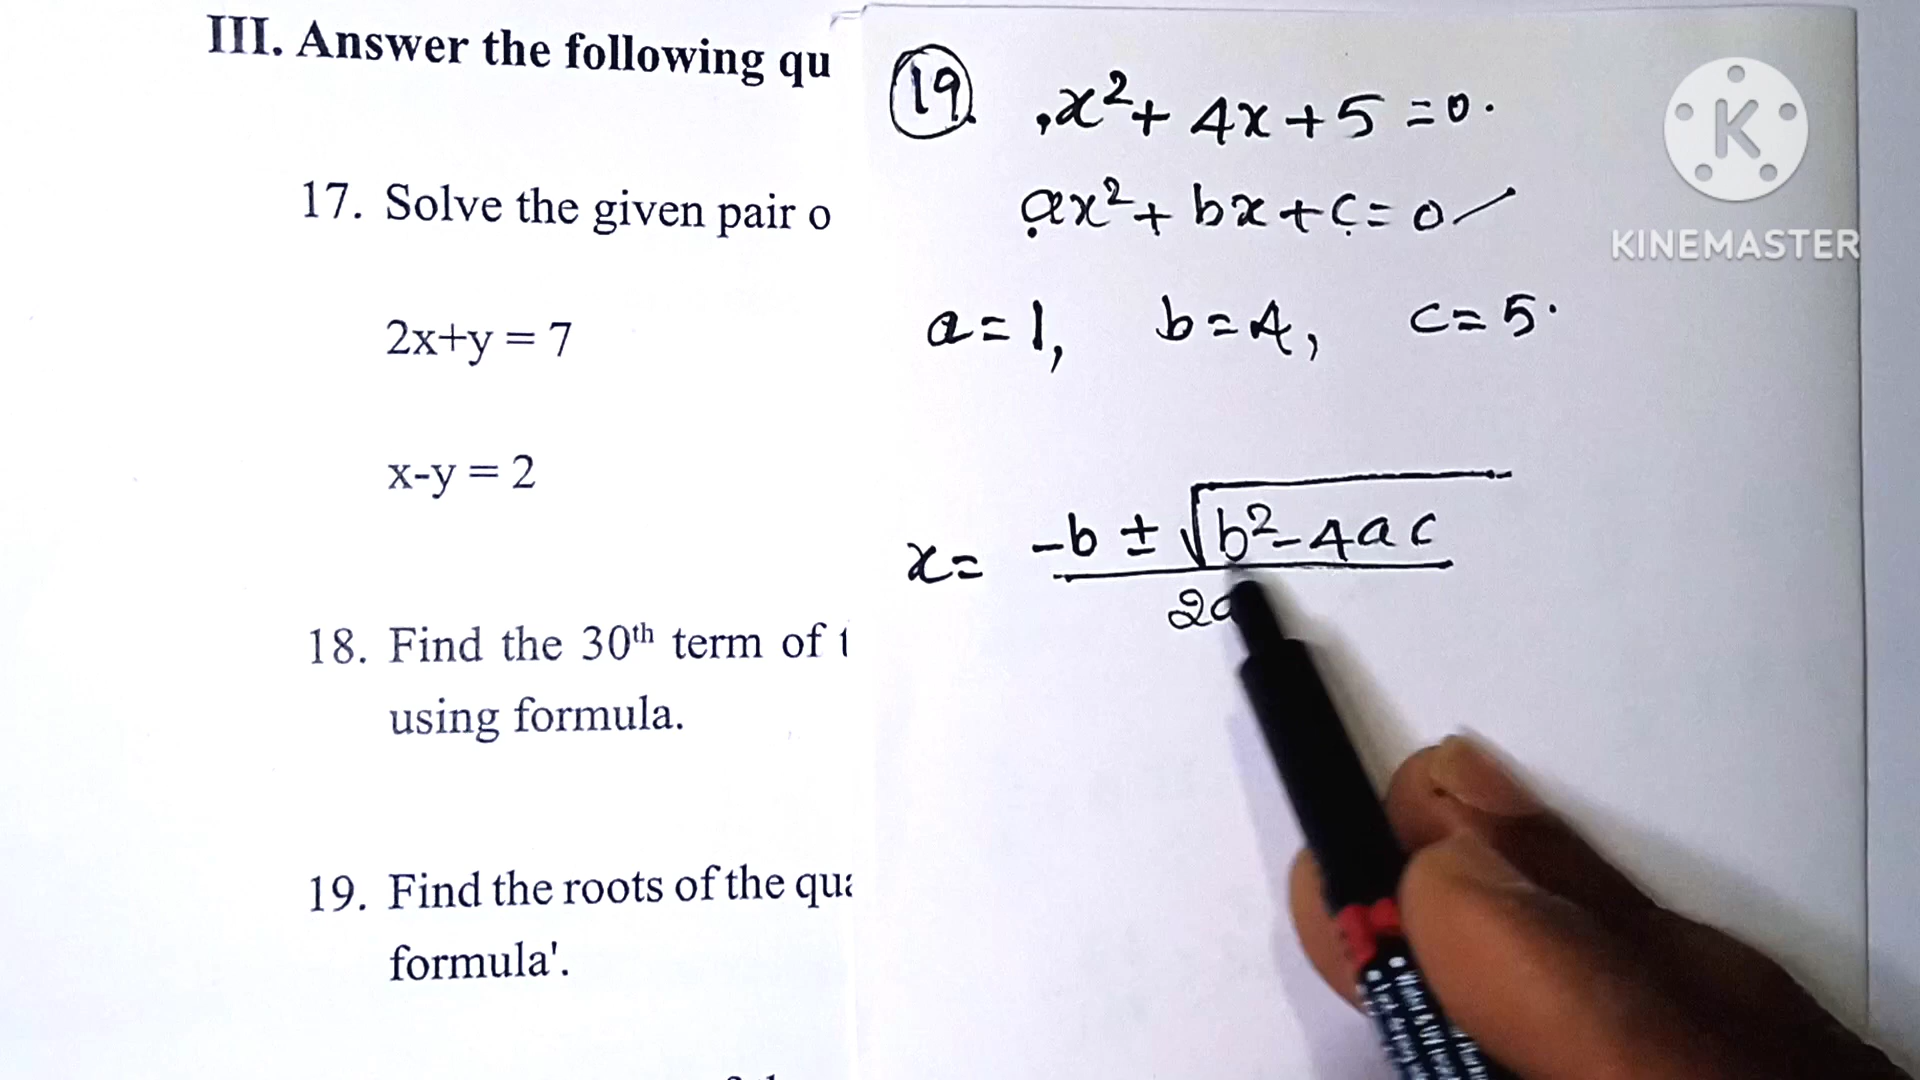 III. Answer the following qu
17. Solve the given pair o
2x+y = 7
x-y = 2
18. Find the 30th term of t
using formula.
19. Find the roots of the qua
formula'.
19. x² + 4x + 5 = 0.
ax² + bx + c = 0
a = 1, b = 4, c = 5.
x = -b ± √b² - 4ac
2a
K
KINEMASTER